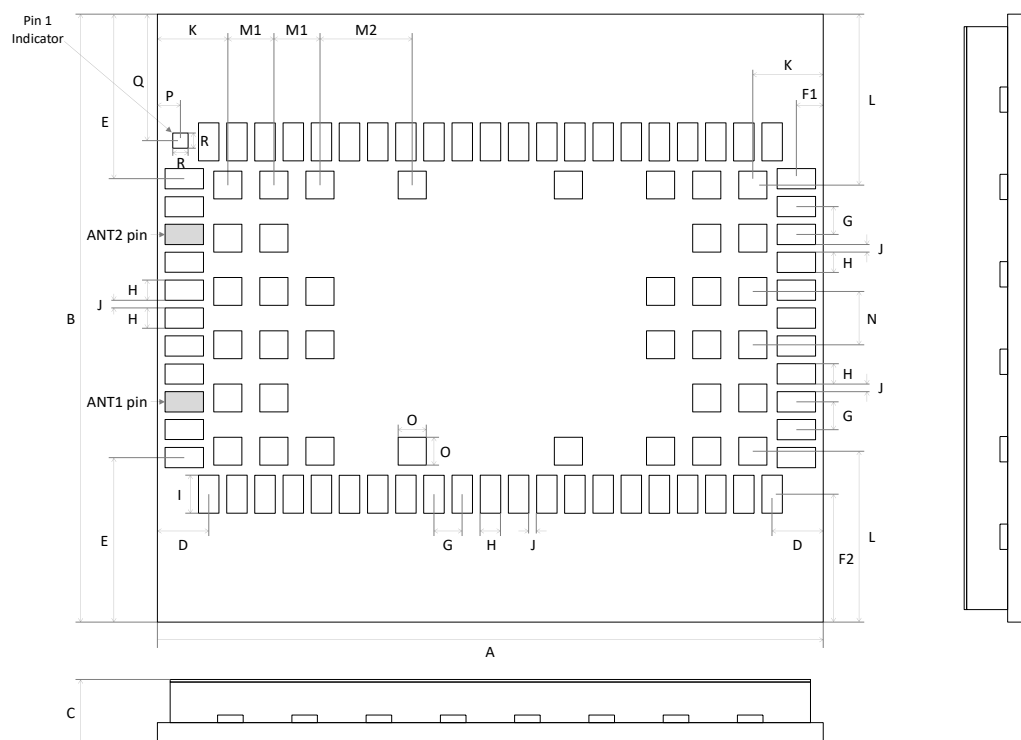 Pin 1
Indicator
K
M1
M1
M2
K
Q
P
F1
L
E
R
R
ANT2 pin
G
J
H
H
J
H
B
N
H
J
ANT1 pin
G
O
O
I
E
D
G
H
J
D
F2
L
A
C